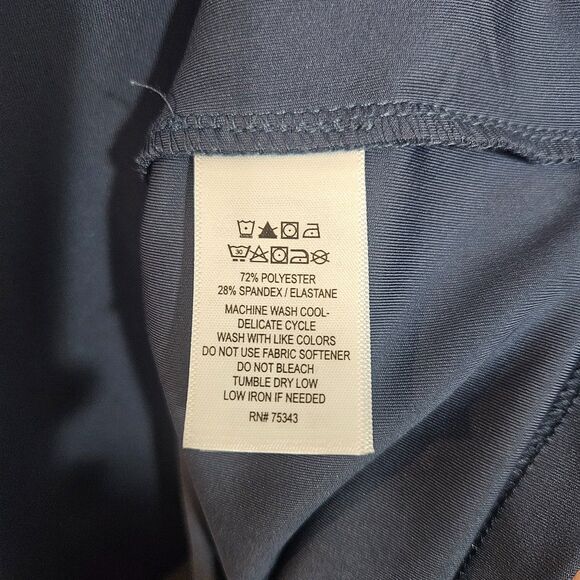 30
72% POLYESTER
28% SPANDEX / ELASTANE
MACHINE WASH COOL-
DELICATE CYCLE
WASH WITH LIKE COLORS
DO NOT USE FABRIC SOFTENER
DO NOT BLEACH
TUMBLE DRY LOW
LOW IRON IF NEEDED
RN# 75343